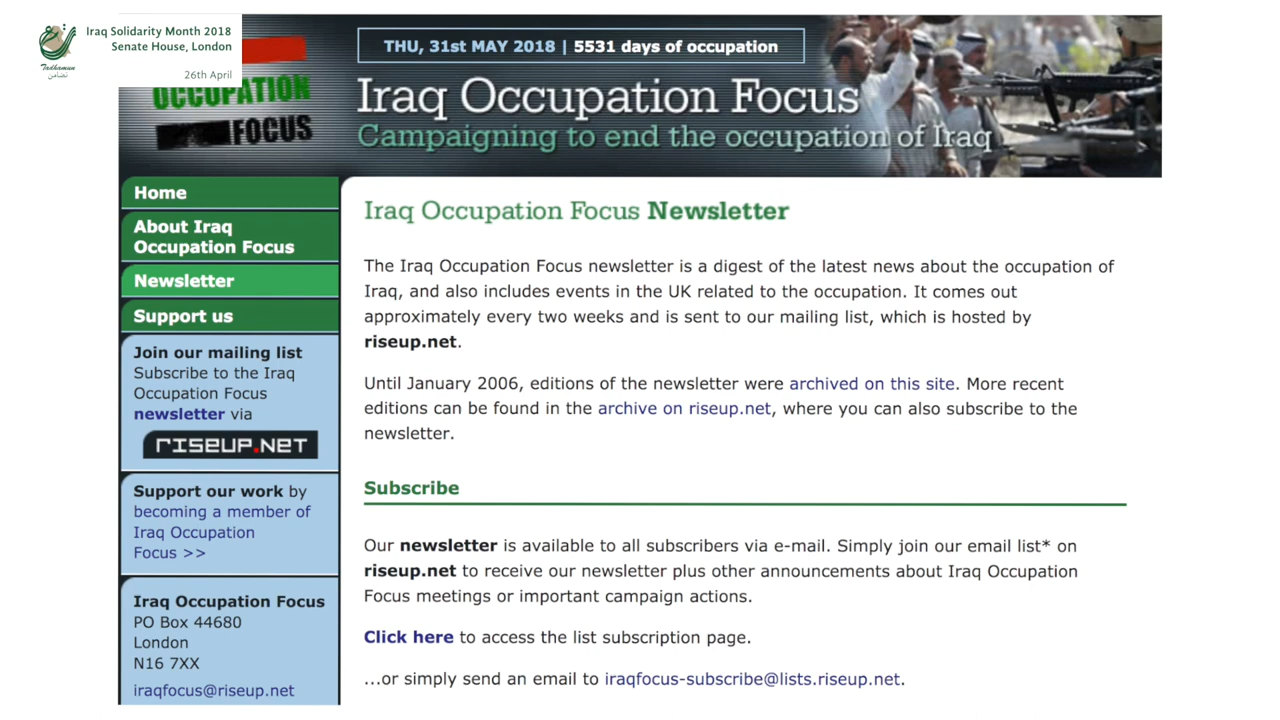 Iraq Solidarity Month 2018
Senate House, London
26th April
Tadhamun
تضامن
THU, 31st MAY 2018 | 5531 days of occupation
OCCUPATION
FOCUS
Iraq Occupation Focus
Campaigning to end the occupation of Iraq
Home
About Iraq
Occupation Focus
Newsletter
Support us
Join our mailing list
Subscribe to the Iraq
Occupation Focus
newsletter via
RISEUP.NET
Support our work by
becoming a member of
Iraq Occupation
Focus >>
Iraq Occupation Focus
PO Box 44680
London
N16 7XX
iraqfocus@riseup.net
Iraq Occupation Focus Newsletter
The Iraq Occupation Focus newsletter is a digest of the latest news about the occupation of
Iraq, and also includes events in the UK related to the occupation. It comes out
approximately every two weeks and is sent to our mailing list, which is hosted by
riseup.net.
Until January 2006, editions of the newsletter were archived on this site. More recent
editions can be found in the archive on riseup.net, where you can also subscribe to the
newsletter.
Subscribe
Our newsletter is available to all subscribers via e-mail. Simply join our email list* on
riseup.net to receive our newsletter plus other announcements about Iraq Occupation
Focus meetings or important campaign actions.
Click here to access the list subscription page.
...or simply send an email to iraqfocus-subscribe@lists.riseup.net.